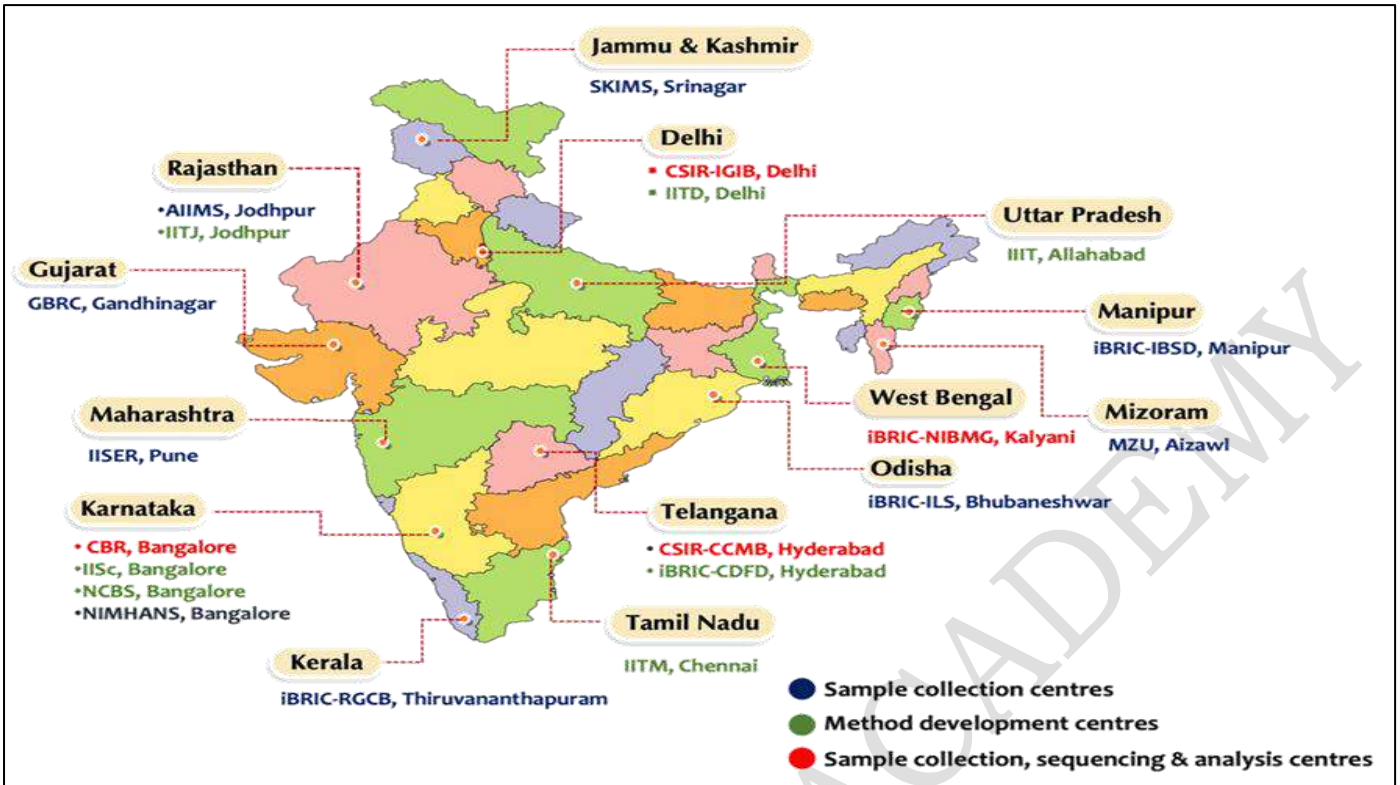 Jammu & Kashmir
SKIMS, Srinagar
Delhi
▪ CSIR-IGIB, Delhi
▪ IITD, Delhi
Rajasthan
•AIIMS, Jodhpur
•IITJ, Jodhpur
Uttar Pradesh
IIIT, Allahabad
Gujarat
GBRC, Gandhinagar
Manipur
iBRIC-IBSD, Manipur
Maharashtra
IISER, Pune
West Bengal
iBRIC-NIBMG, Kalyani
Mizoram
MZU, Aizawl
Odisha
iBRIC-ILS, Bhubaneshwar
Karnataka
• CBR, Bangalore
•IISc, Bangalore
•NCBS, Bangalore
•NIMHANS, Bangalore
Telangana
• CSIR-CCMB, Hyderabad
• iBRIC-CDFD, Hyderabad
Tamil Nadu
IITM, Chennai
Kerala
iBRIC-RGCB, Thiruvananthapuram
Sample collection centres
Method development centres
Sample collection, sequencing & analysis centres
ACADEMY